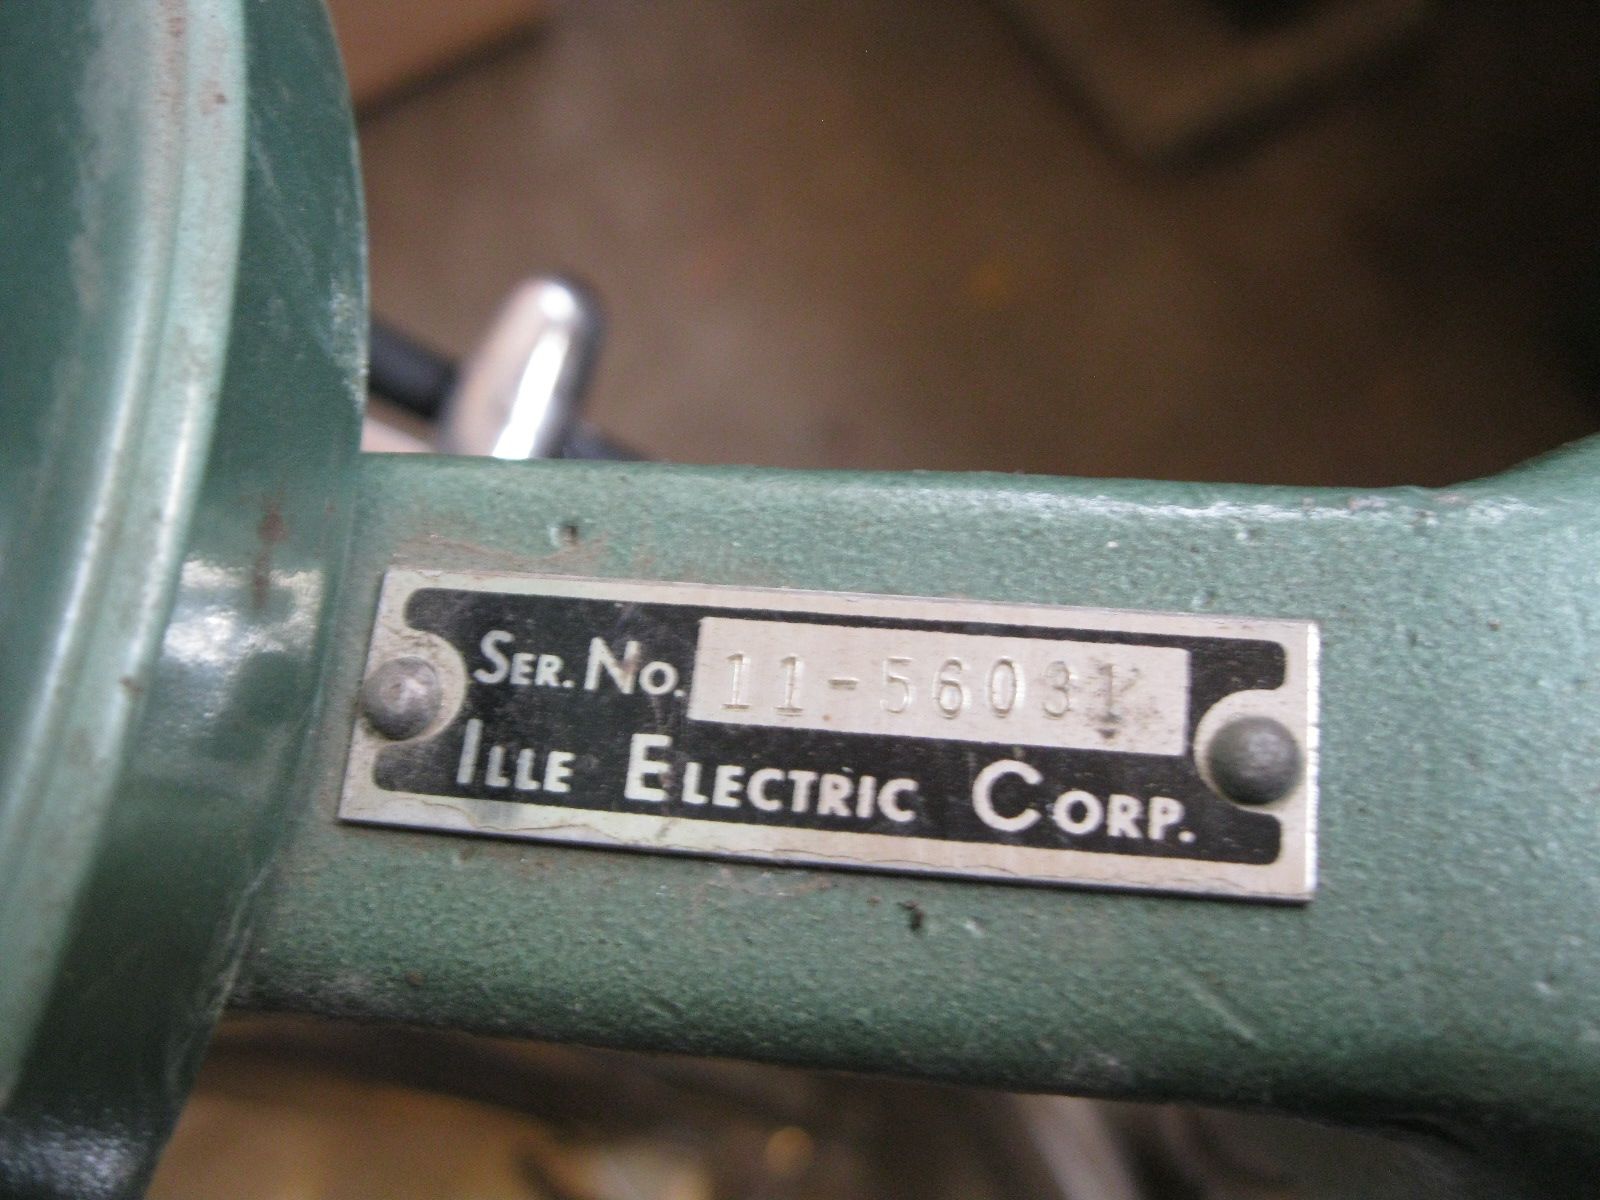 SER. NO. 11-56031
ILLE ELECTRIC CORP.